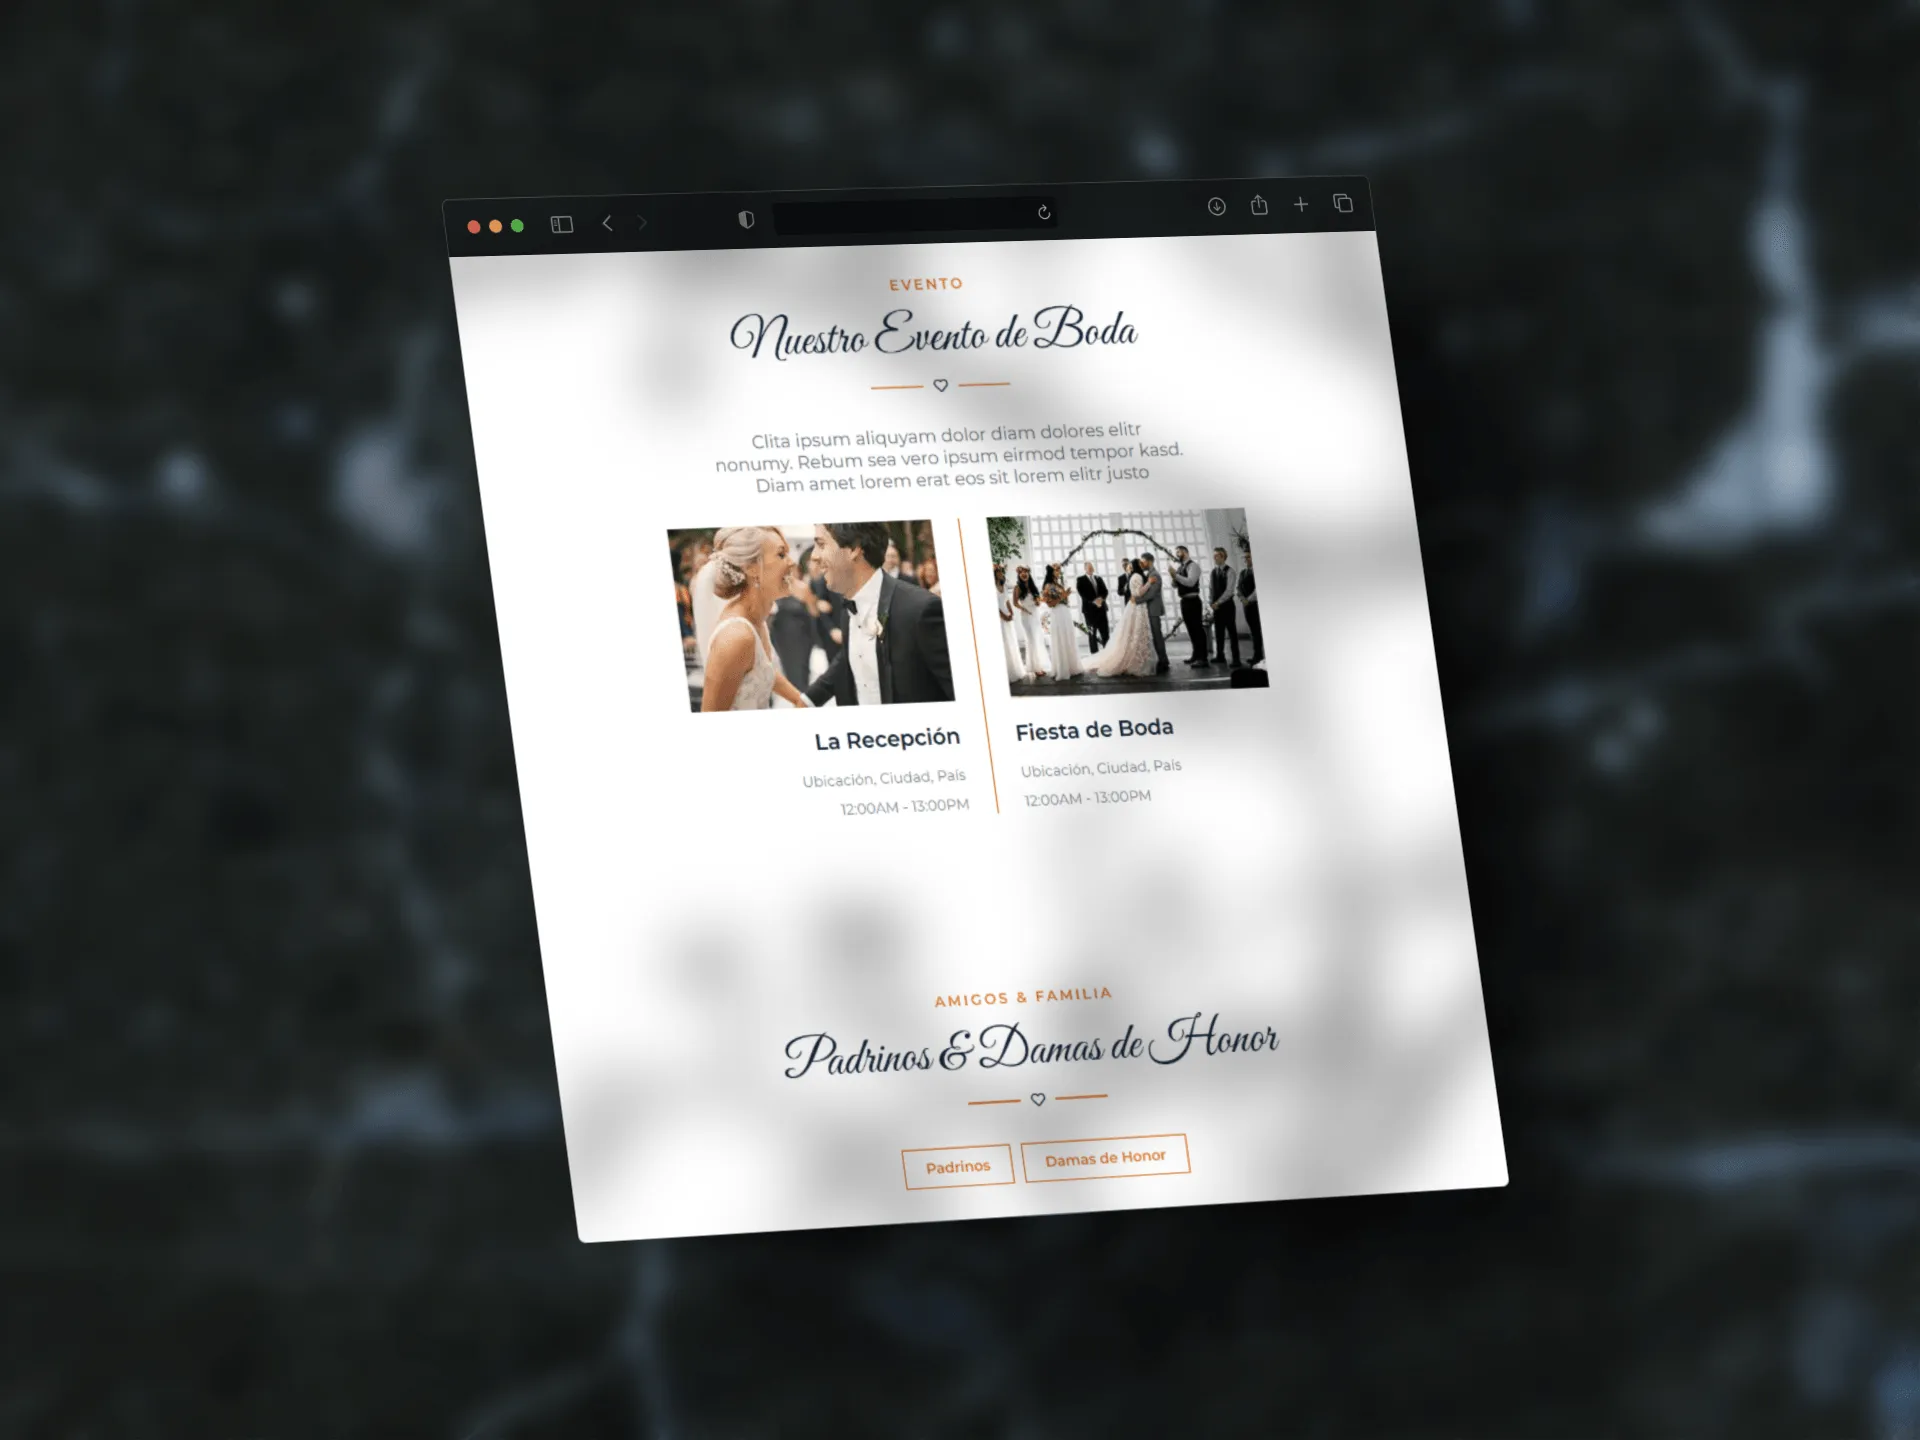 EVENTO
Nuestro Evento de Boda
Clita ipsum aliquyam dolor diam dolores elitr
nonumy. Rebum sea vero ipsum eirmod tempor kasd.
Diam amet lorem erat eos sit lorem elitr justo
La Recepción
Ubicación, Ciudad, País
12:00AM - 13:00PM
Fiesta de Boda
Ubicación, Ciudad, País
12:00AM - 13:00PM
AMIGOS & FAMILIA
Padrinos & Damas de Honor
Padrinos
Damas de Honor